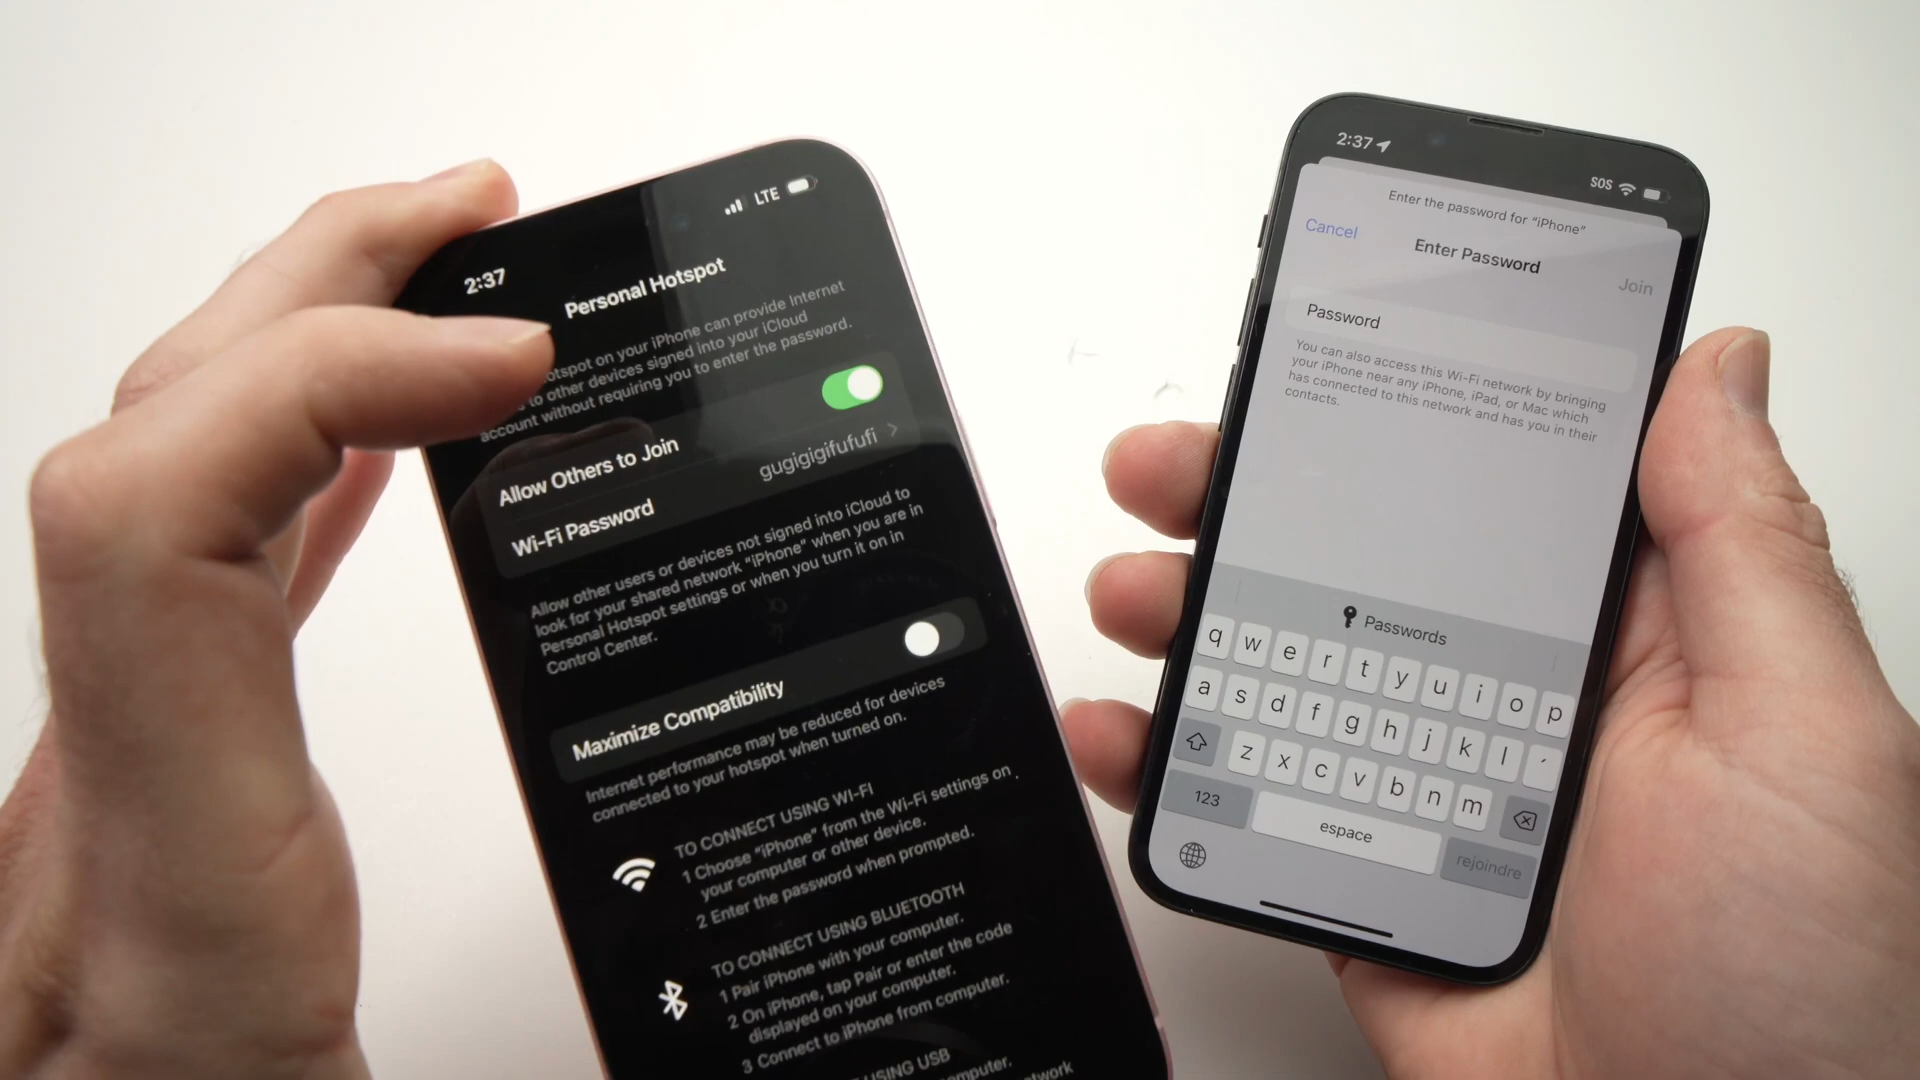 2:37
LTE
Personal Hotspot
otspot on your iPhone can provide Internet
to other devices signed into your iCloud
account without requiring you to enter the password.
Allow Others to Join
Wi-Fi Password
gugigigifufufi
Allow other users or devices not signed into iCloud to
look for your shared network “iPhone” when you are in
Personal Hotspot settings or when you turn it on in
Control Center.
Maximize Compatibility
Internet performance may be reduced for devices
connected to your hotspot when turned on.
TO CONNECT USING WI-FI
1 Choose “iPhone” from the Wi-Fi settings on
your computer or other device.
2 Enter the password when prompted.
TO CONNECT USING BLUETOOTH
1 Pair iPhone with your computer.
2 On iPhone, tap Pair or enter the code
displayed on your computer.
3 Connect to iPhone from computer.
USING USB
2:37
SOS
Enter the password for “iPhone”
Cancel
Enter Password
Join
Password
You can also access this Wi-Fi network by bringing
your iPhone near any iPhone, iPad, or Mac which
has connected to this network and has you in their
contacts.
Passwords
q w e r t y u i o p
a s d f g h j k l ´
z x c v b n m
123
espace
rejoindre